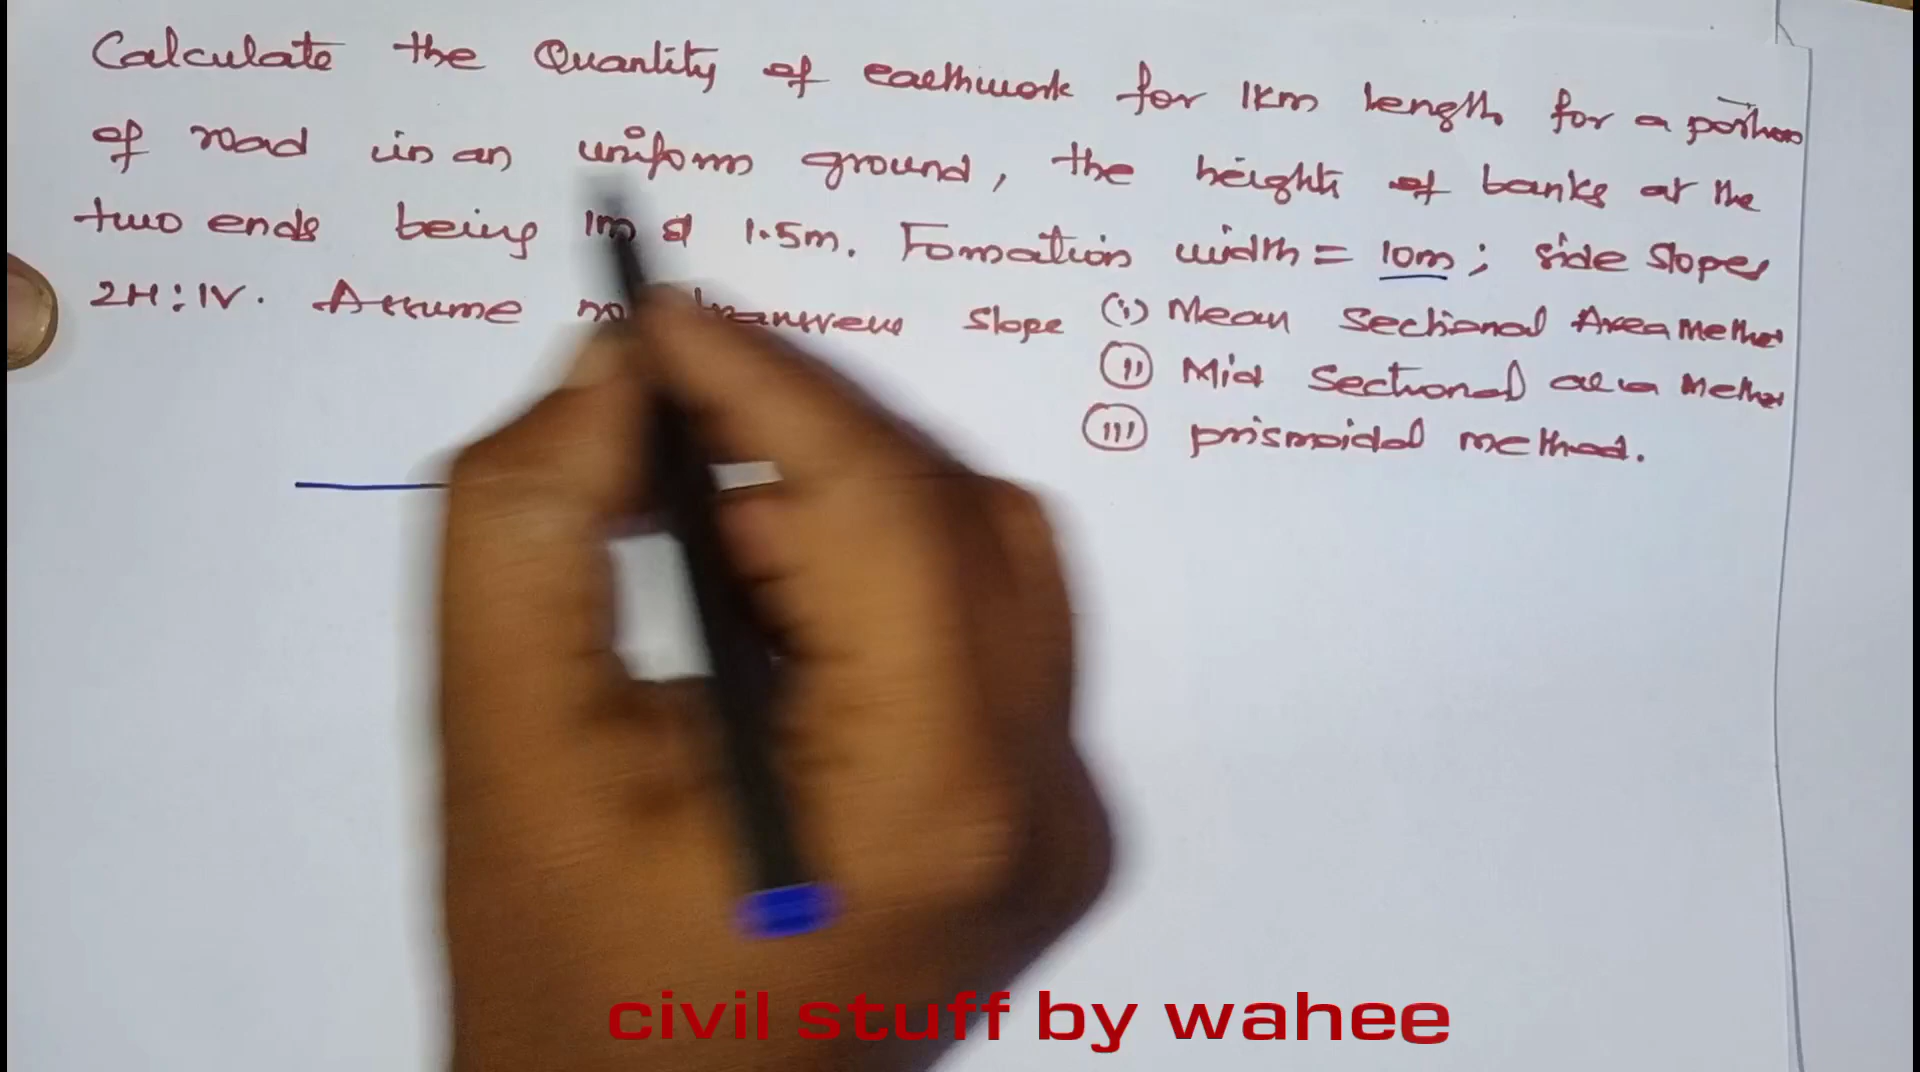 Calculate the Quantity of earthwork for 1km length for a portion
of road in an uniform ground, the heights of banks at the
two ends being 1m & 1.5m. Formation width = 10m; side slopes
2H:1V. Assume no transverse slope (i) Mean sectional Area Method
(ii) Mid sectional area Method
(iii) prismoidal method.
civil stuff by wahee